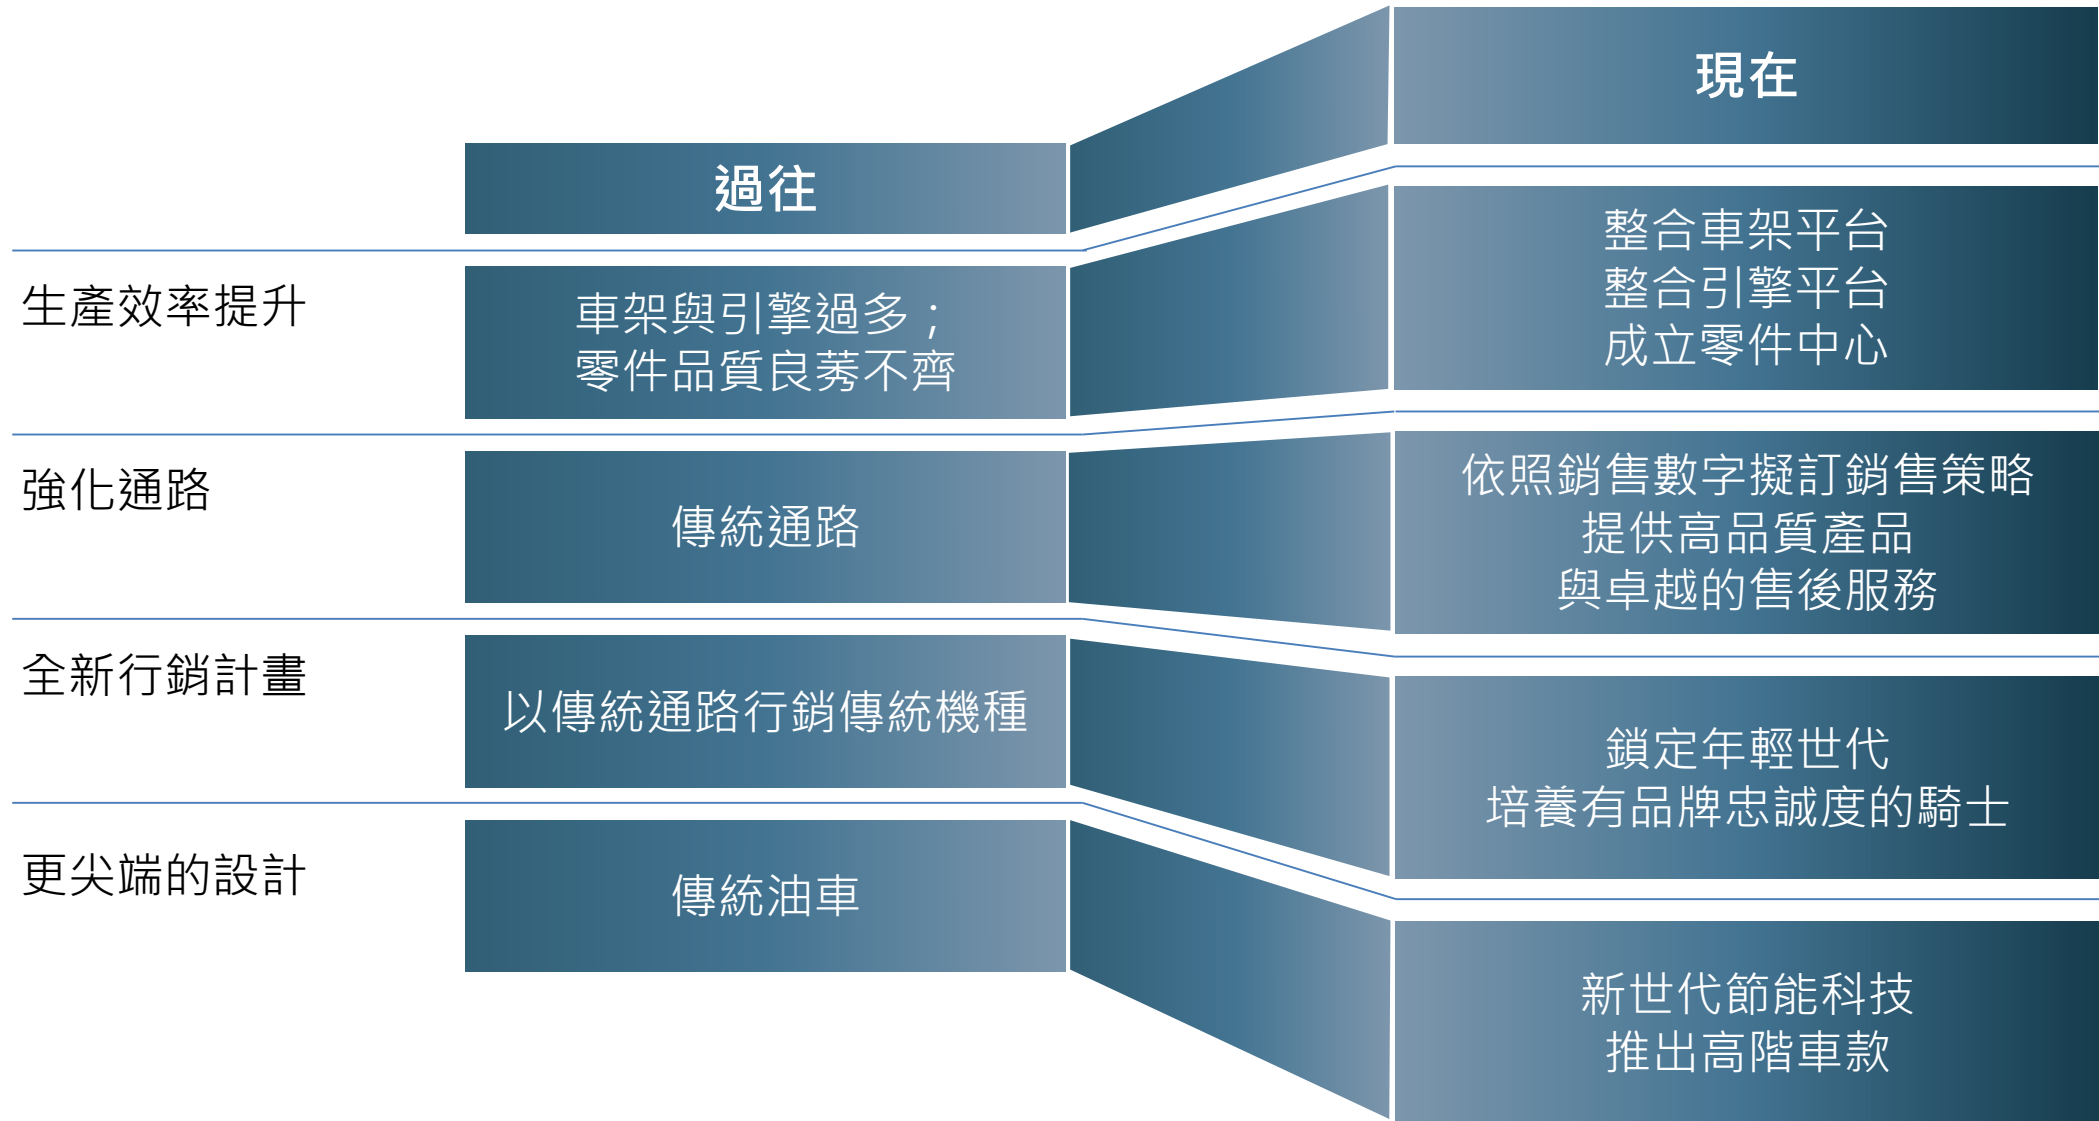 現在
過往
生產效率提升
車架與引擎過多；
零件品質良莠不齊
整合車架平台
整合引擎平台
成立零件中心
強化通路
傳統通路
依照銷售數字擬訂銷售策略
提供高品質產品
與卓越的售後服務
全新行銷計畫
以傳統通路行銷傳統機種
鎖定年輕世代
培養有品牌忠誠度的騎士
更尖端的設計
傳統油車
新世代節能科技
推出高階車款